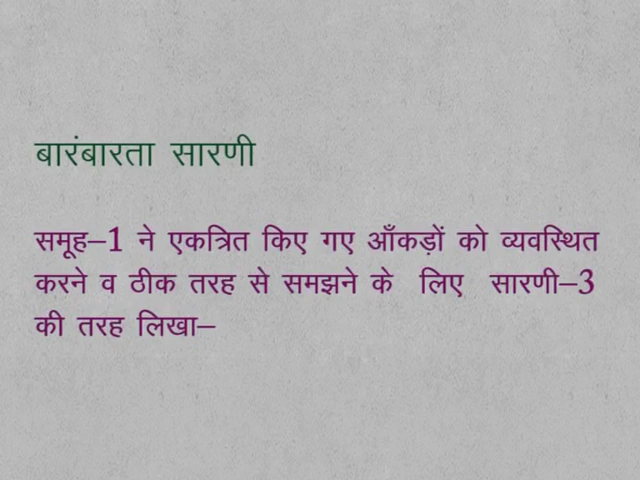 बारंबारता सारणी
समूह–1 ने एकत्रित किए गए आँकड़ों को व्यवस्थित
करने व ठीक तरह से समझने के लिए सारणी–3
की तरह लिखा–